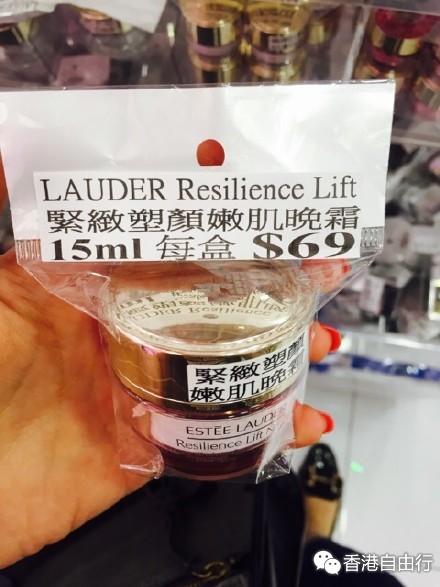 LAUDER Resilience Lift
緊緻塑顏嫩肌晚霜
15ml 每盒 $69
緊緻塑顏
嫩肌晚霜
ESTĒE LAUDER
Resilience Lift
香港自由行